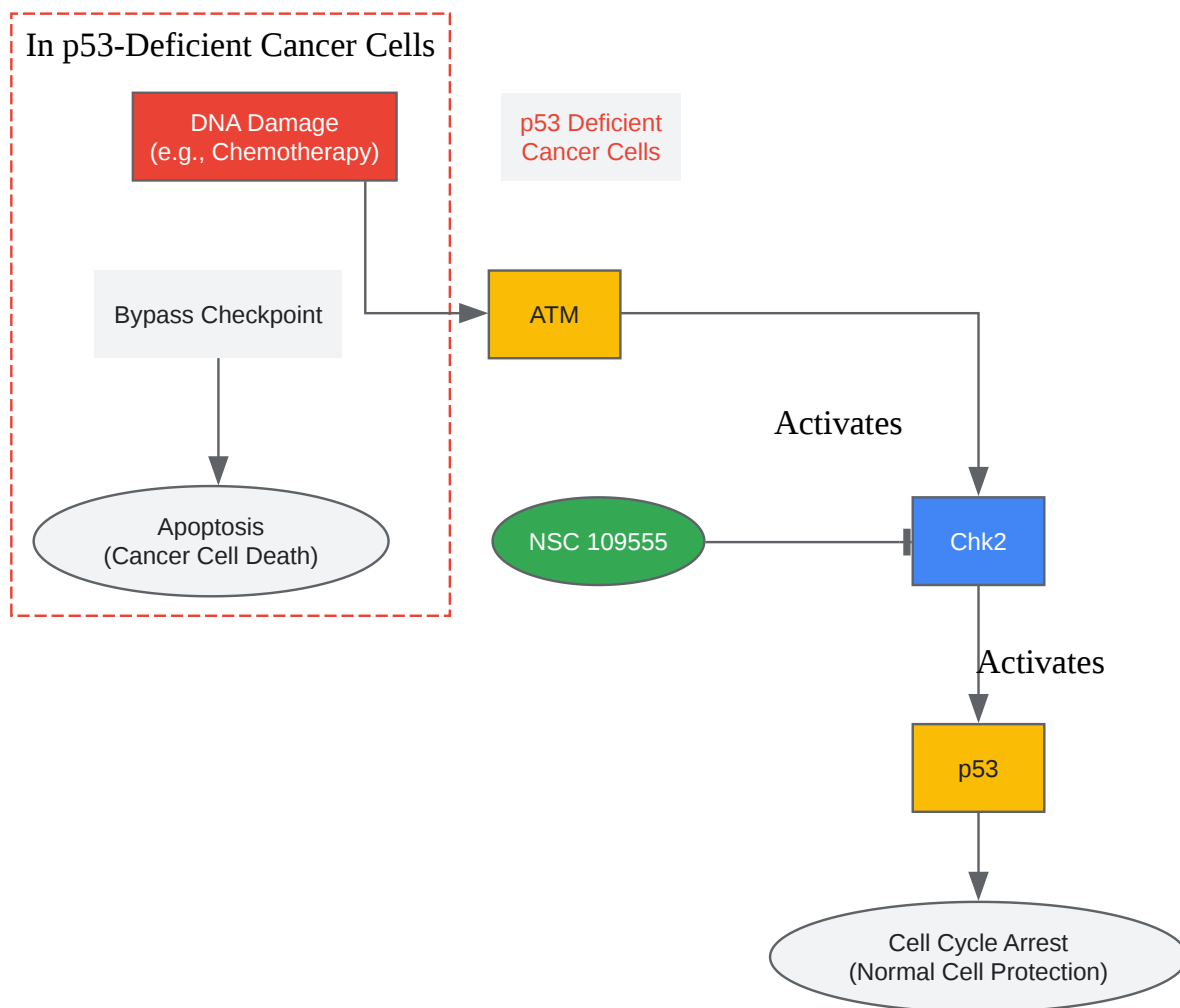 In p53-Deficient Cancer Cells
DNA Damage
(e.g., Chemotherapy)
p53 Deficient
Cancer Cells
Bypass Checkpoint
ATM
Activates
Apoptosis
(Cancer Cell Death)
NSC 109555
Chk2
Activates
p53
Cell Cycle Arrest
(Normal Cell Protection)